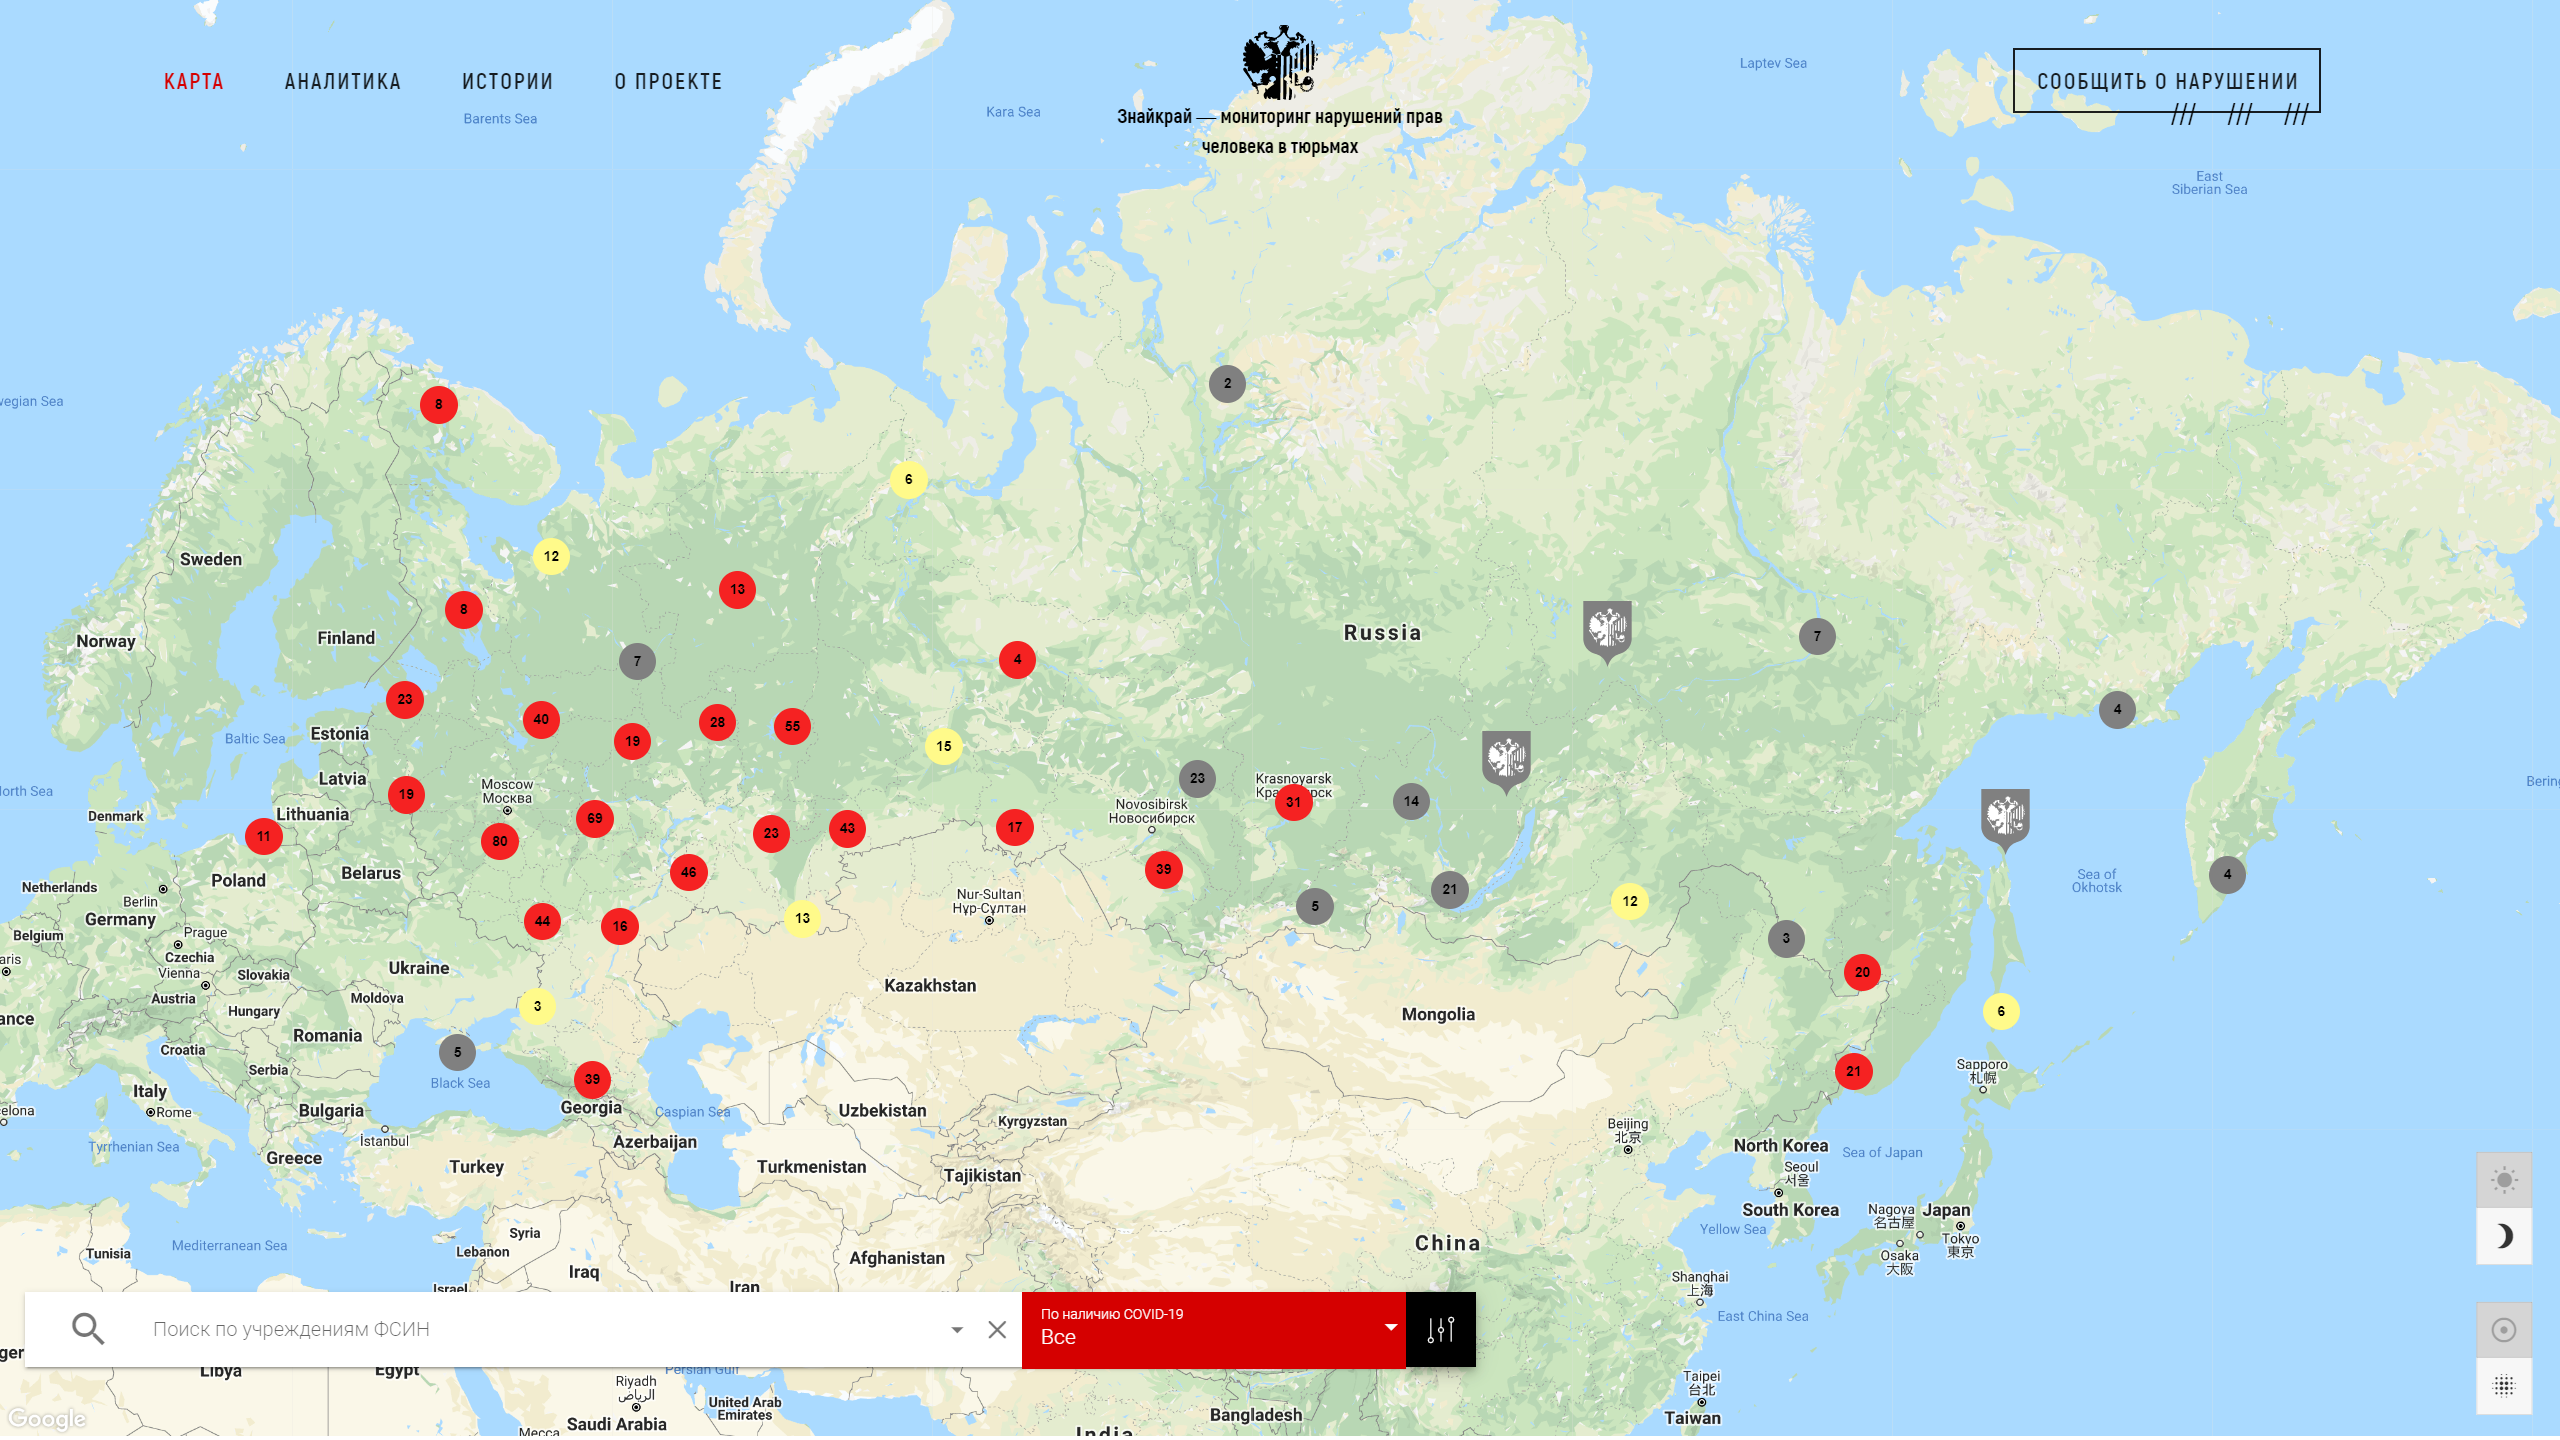 КАРТА
АНАЛИТИКА
ИСТОРИИ
О ПРОЕКТЕ
Знайкрай — мониторинг нарушений прав
человека в тюрьмах
СООБЩИТЬ О НАРУШЕНИИ
Laptev Sea
Barents Sea
Kara Sea
East
Siberian Sea
wegian Sea
2
8
6
12
13
8
7
4
23
40
19
28
55
15
7
4
Sweden
Norway
Finland
Russia
Estonia
Baltic Sea
Latvia
orth Sea
Denmark
Lithuania
19
Moscow
Москва
69
80
11
23
43
17
46
44
16
13
3
5
39
23
Krasnoyarsk
31
14
Novosibirsk
Новосибирск
39
5
21
12
3
20
6
21
4
Bering
Sea of
Okhotsk
Belarus
Poland
Netherlands
Berlin
Germany
Belgium
Prague
Czechia
Vienna
aris
Slovakia
Austria
Hungary
Ukraine
Moldova
ance
Romania
Croatia
Serbia
Italy
Rome
Bulgaria
elona
İstanbul
Tyrrhenian Sea
Greece
Black Sea
Georgia
Caspian Sea
Azerbaijan
Turkey
Nur-Sultan
Нұр-Сұлтан
Kazakhstan
Mongolia
Uzbekistan
Kyrgyzstan
Turkmenistan
Tajikistan
Sapporo
札幌
Beijing
北京
North Korea
Sea of Japan
Seoul
서울
South Korea
Yellow Sea
Nagoya
名古屋
Japan
Tokyo
東京
Osaka
大阪
China
Shanghai
上海
East China Sea
Taipei
台北
Taiwan
Tunisia
Mediterranean Sea
Syria
Lebanon
Israel
Iraq
Iran
Afghanistan
Поиск по учреждениям ФСИН
По наличию COVID-19
Все
ger
Libya
Egypt
Persian Gulf
Riyadh
الرياض
United Arab
Emirates
Saudi Arabia
Mecca
Bangladesh
India
Google